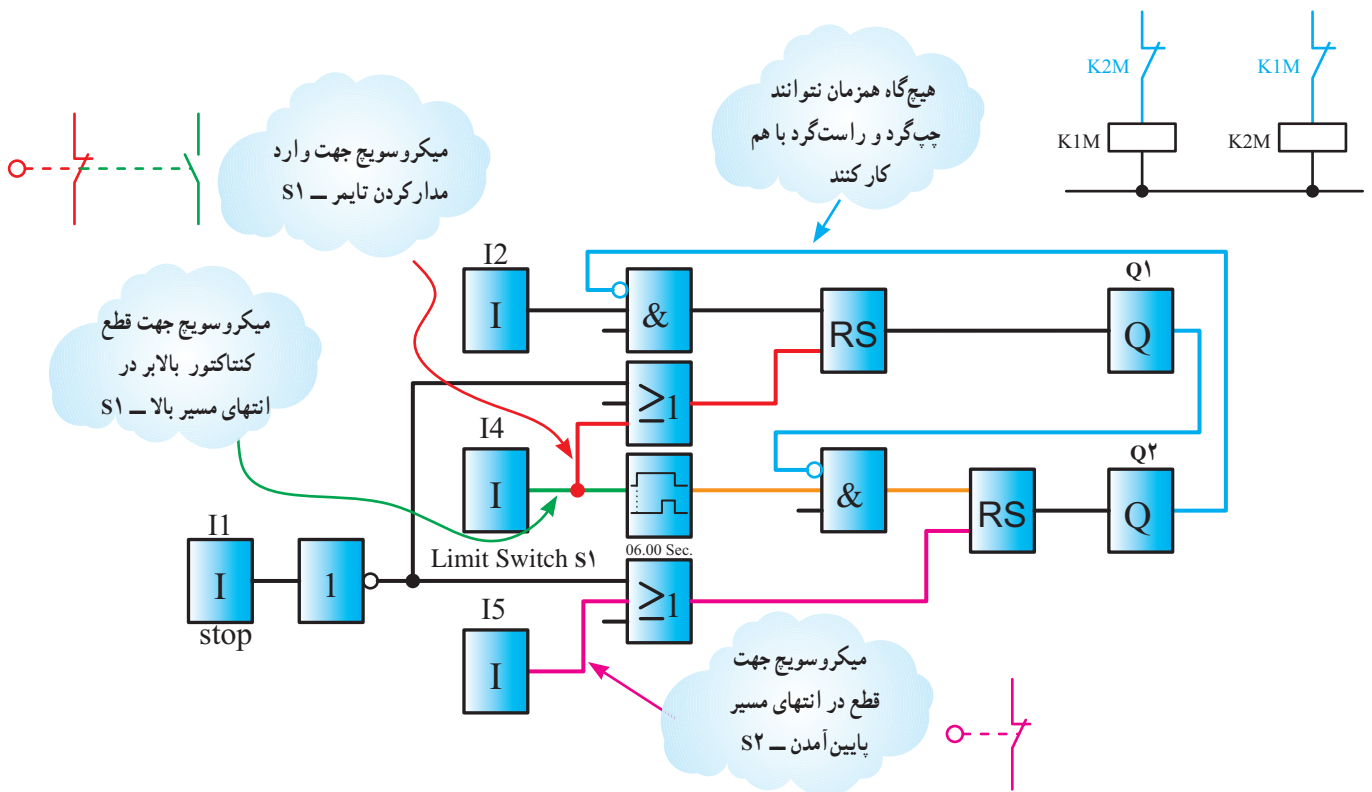 K2M
K1M
K1M
K2M
هیچ‌گاه همزمان نتوانند
چپ‌گرد و راست‌گرد با هم
کار کنند
میکروسویچ جهت وارد
مدارکردن تایمر ــ S۱
میکروسویچ جهت قطع
کنتاکتور بالابر در
انتهای مسیر بالا ــ S۱
I2
I
&
RS
Q۱
Q
≥1
I4
I
Limit Switch S۱
06.00 Sec.
&
RS
Q۲
Q
I1
I
stop
1
≥1
I5
I
میکروسویچ جهت
قطع در انتهای مسیر
پایین‌آمدن ــ S۲